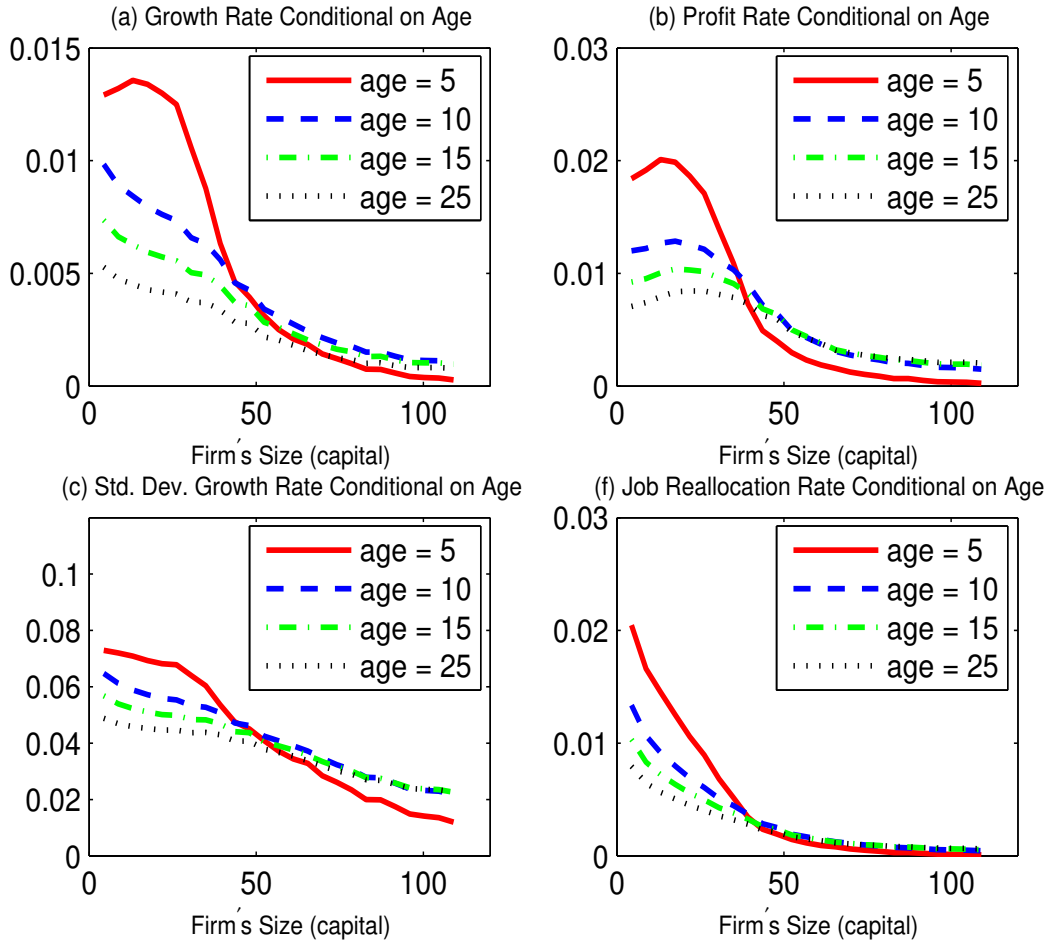 (a) Growth Rate Conditional on Age
0.015
0.01
0.005
0
0
50
100
age = 5
age = 10
age = 15
age = 25
Firm's Size (capital)
(b) Profit Rate Conditional on Age
0.03
0.02
0.01
0
0
50
100
age = 5
age = 10
age = 15
age = 25
Firm's Size (capital)
(c) Std. Dev. Growth Rate Conditional on Age
0.1
0.08
0.06
0.04
0.02
0
0
50
100
age = 5
age = 10
age = 15
age = 25
Firm's Size (capital)
(f) Job Reallocation Rate Conditional on Age
0.03
0.02
0.01
0
0
50
100
age = 5
age = 10
age = 15
age = 25
Firm's Size (capital)